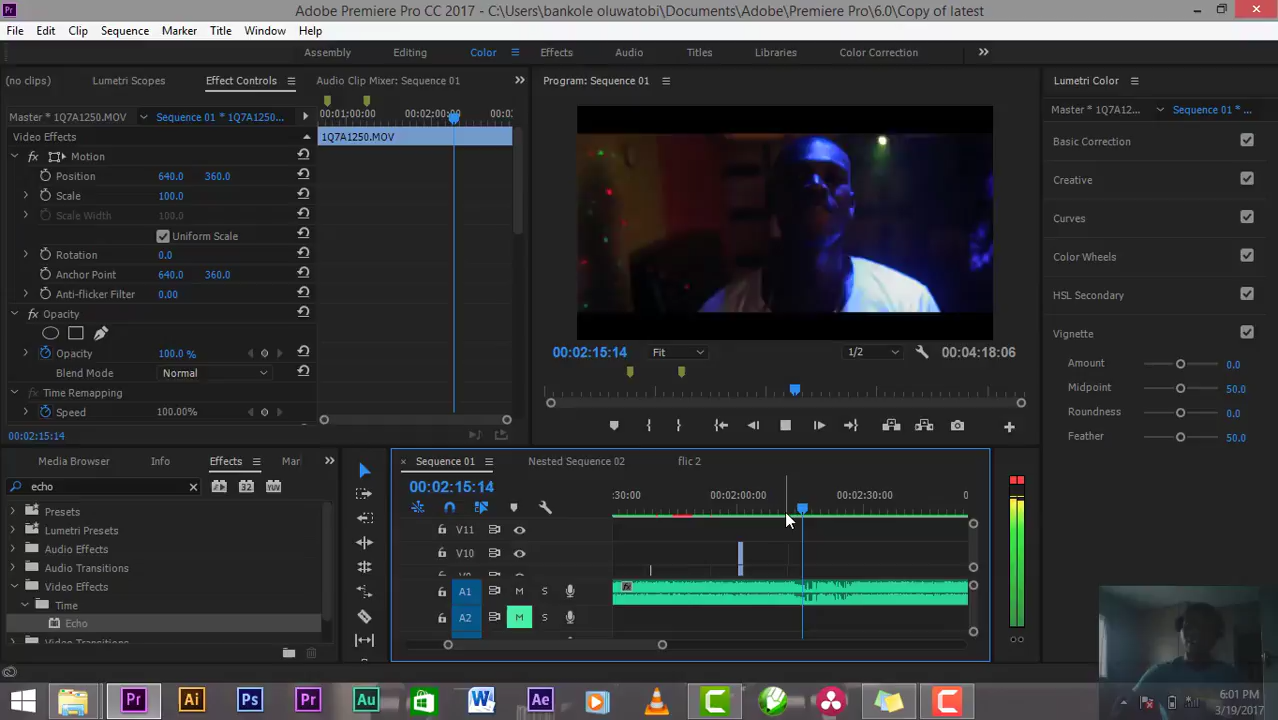 Adobe Premiere Pro CC 2017 - C:\Users\bankole oluwatobi\Documents\Adobe\Premiere Pro\6.0\Copy of latest
File Edit Clip Sequence Marker Title Window Help
Assembly Editing Color Effects Audio Titles Libraries Color Correction
(no clips) Lumetri Scopes Effect Controls Audio Clip Mixer: Sequence 01
Program: Sequence 01
Lumetri Color
Master * 1Q7A1250.MOV Sequence 01 * 1Q7A1250...
00:01:00:00 00:02:00:00
Master * 1Q7A12... Sequence 01 * ...
Video Effects
1Q7A1250.MOV
Basic Correction
Motion
Position 640.0 360.0
Creative
Scale 100.0
Scale Width 100.0
Curves
Uniform Scale
Rotation 0.0
Color Wheels
Anchor Point 640.0 360.0
Anti-flicker Filter 0.00
HSL Secondary
Opacity
Vignette
Opacity 100.0 %
00:02:15:14 Fit 1/2 00:04:18:06
Amount 0.0
Blend Mode Normal
Midpoint 50.0
Time Remapping
Speed 100.00%
Roundness 0.0
00:02:15:14
Feather 50.0
Media Browser Info Effects Mar
Sequence 01 Nested Sequence 02 flic 2
echo
00:02:15:14
:30:00 00:02:00:00 00:02:30:00 0
Presets
Lumetri Presets
V11
Audio Effects
V10
Audio Transitions
Video Effects
A1 M S
Time
Echo
A2 M S
Video Transitions
6:01 PM
3/19/2017